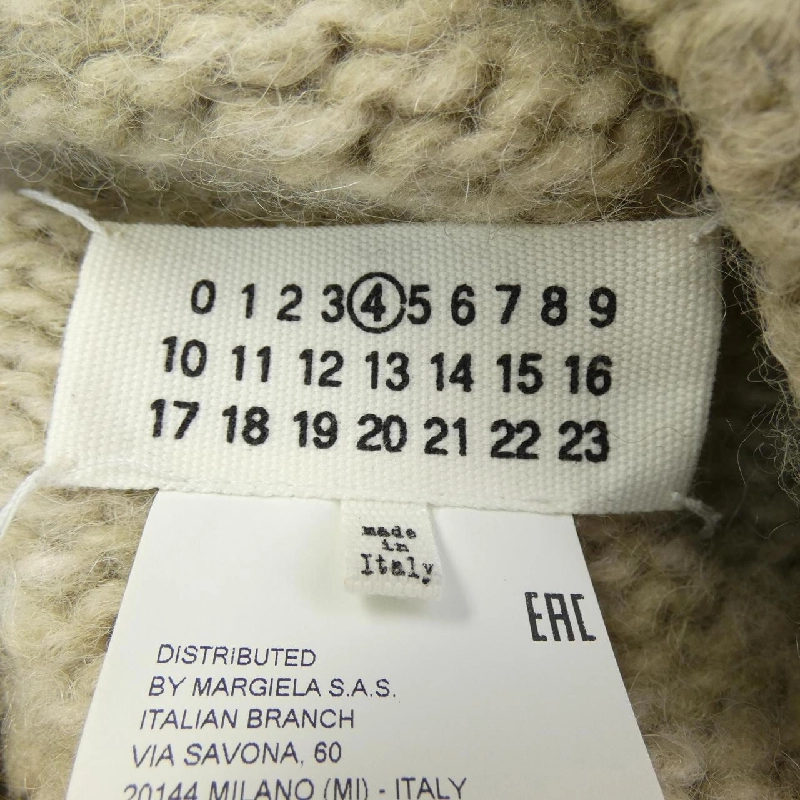 0 1 2 3 4 5 6 7 8 9
10 11 12 13 14 15 16
17 18 19 20 21 22 23
made
in
Italy
EAC
DISTRIBUTED
BY MARGIELA S.A.S.
ITALIAN BRANCH
VIA SAVONA, 60
20144 MILANO (MI) - ITALY